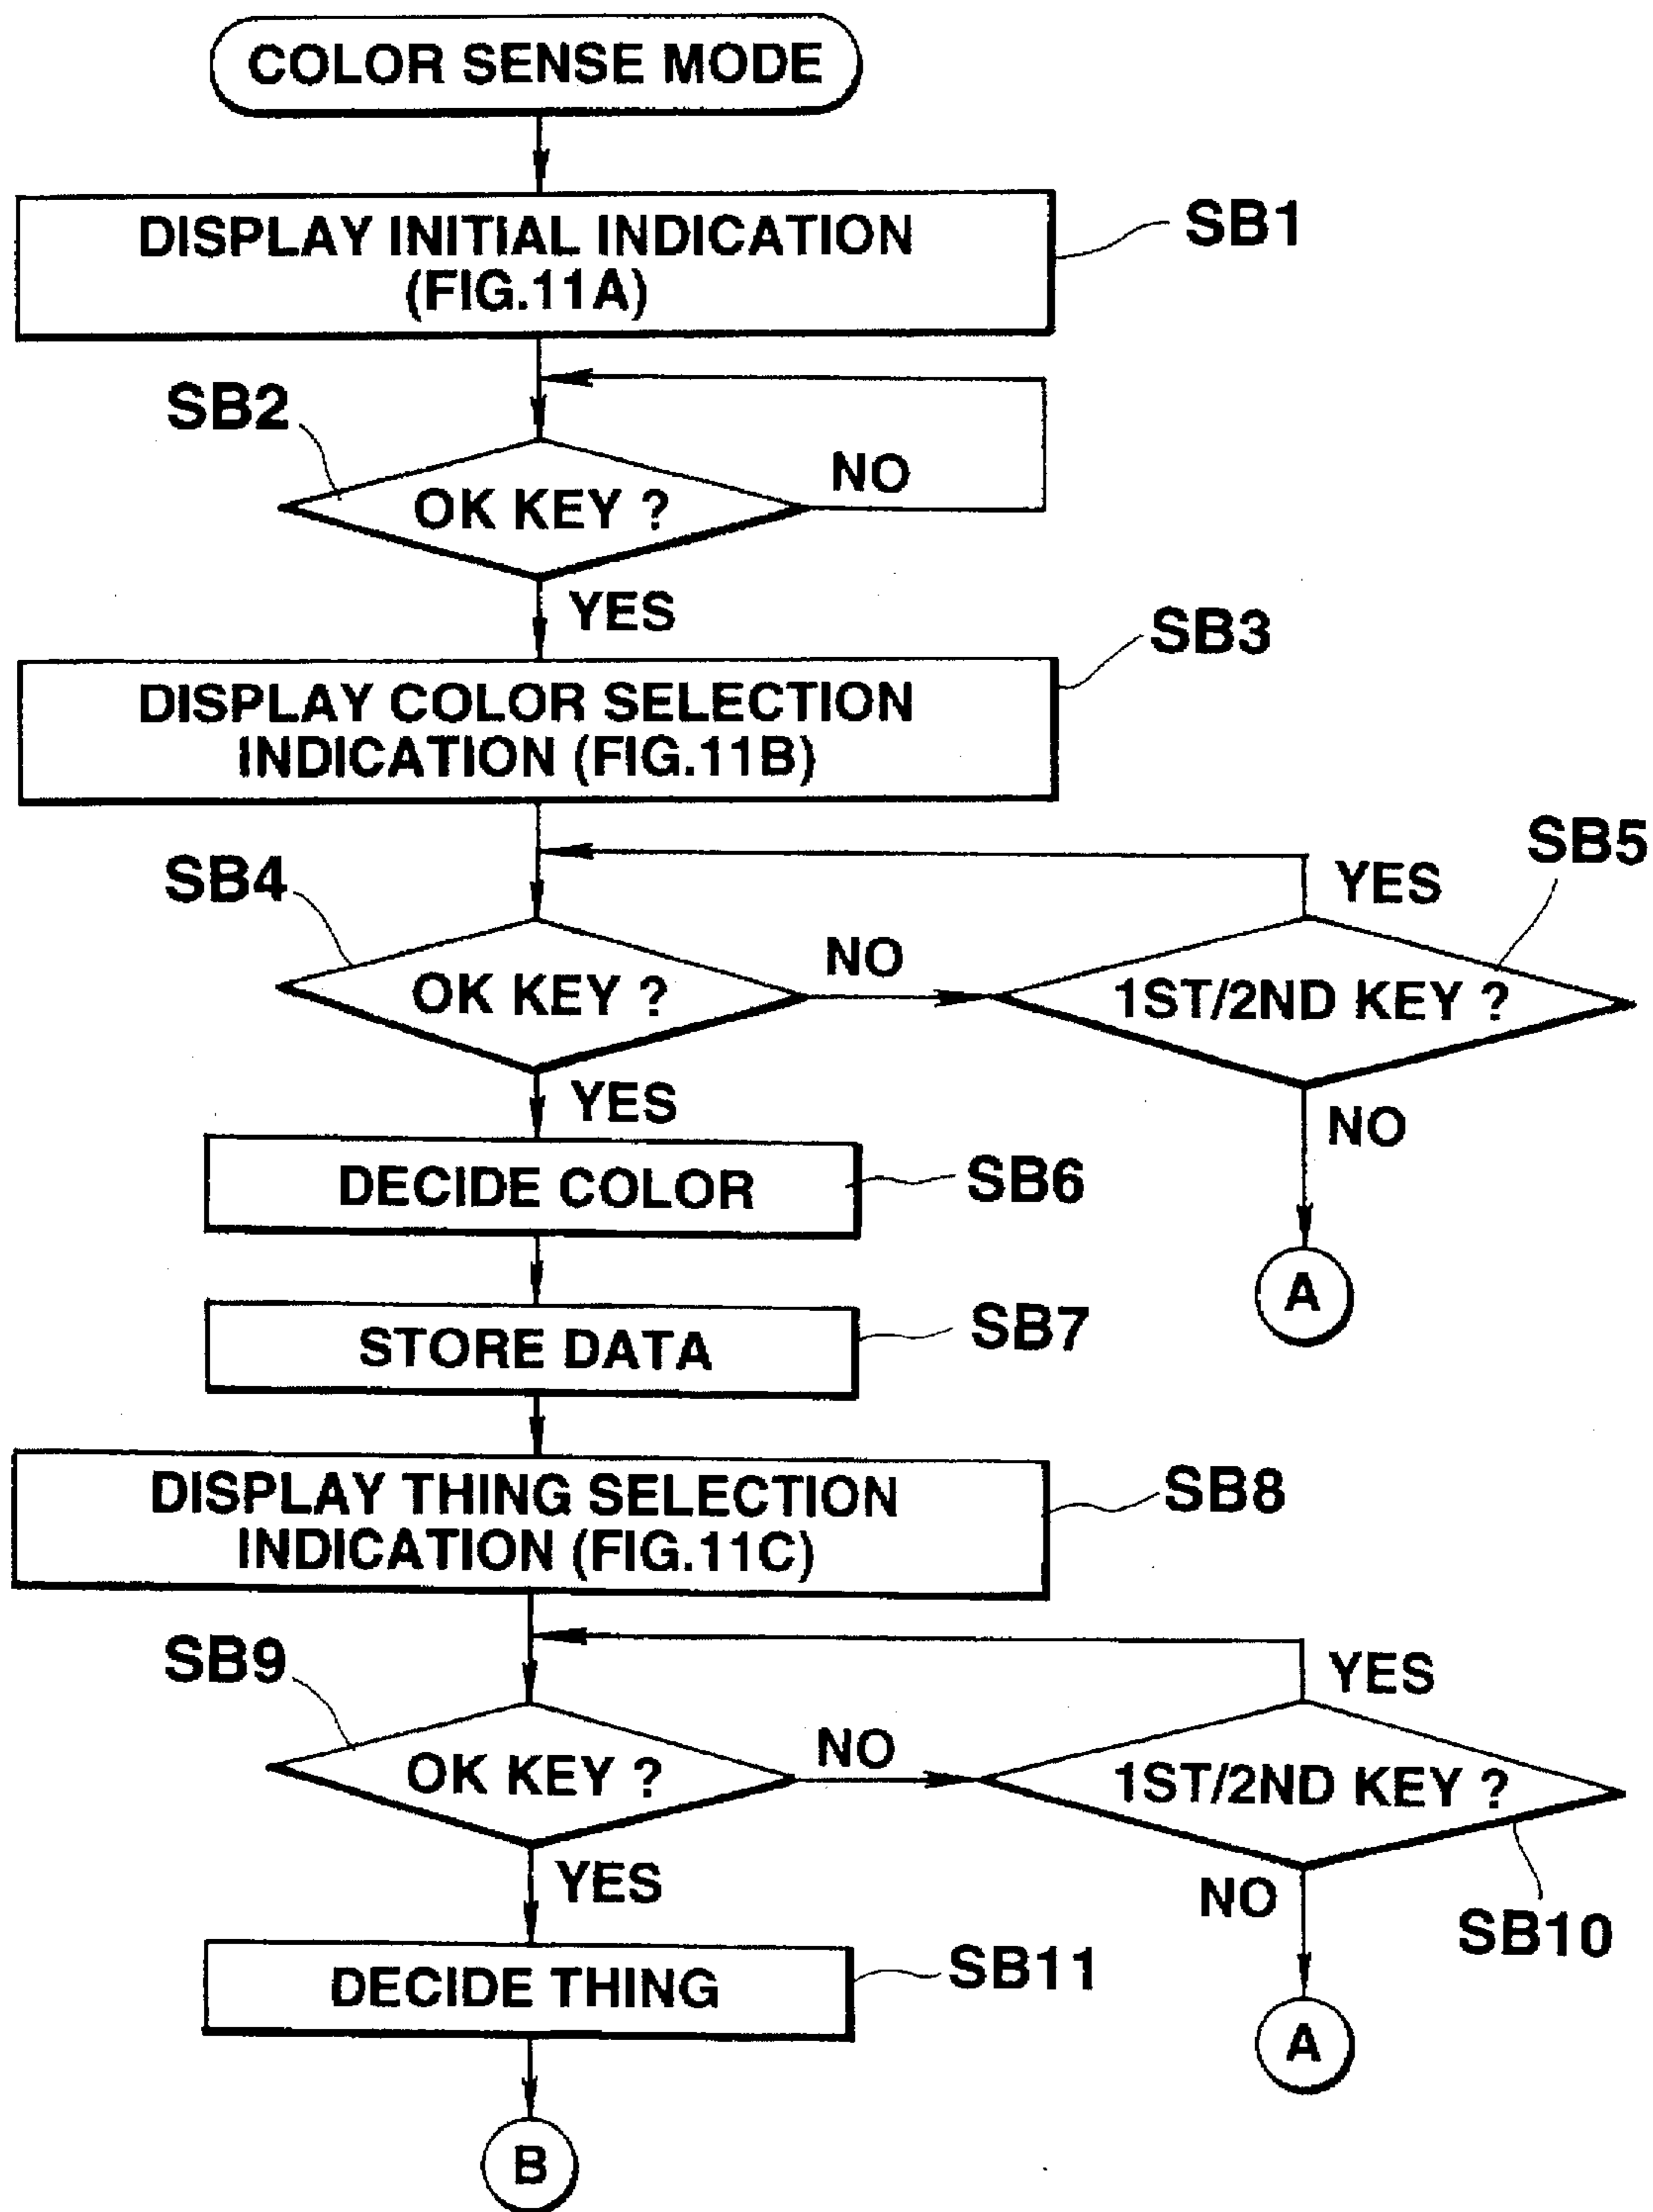 COLOR SENSE MODE
DISPLAY INITIAL INDICATION
(FIG.11A)
SB1
SB2
OK KEY ?
NO
YES
SB3
DISPLAY COLOR SELECTION
INDICATION (FIG.11B)
SB4
OK KEY ?
NO
YES
SB5
1ST/2ND KEY ?
YES
NO
A
DECIDE COLOR
SB6
STORE DATA
SB7
DISPLAY THING SELECTION
INDICATION (FIG.11C)
SB8
SB9
OK KEY ?
NO
YES
1ST/2ND KEY ?
YES
NO
SB10
A
DECIDE THING
SB11
B